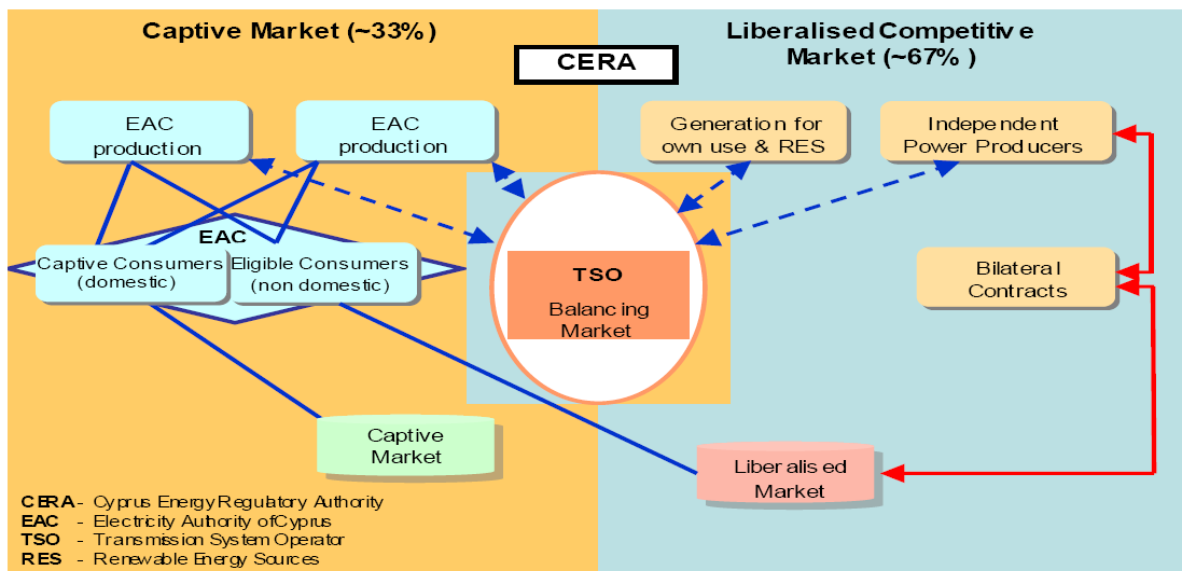 Captive Market (~33%)
Liberalised Competitive
Market (~67% )
CERA
EAC
production
EAC
production
Generation for
own use & RES
Independent
Power Producers
EAC
Captive Consumers
(domestic)
Eligible Consumers
(non domestic)
TSO
Balancing
Market
Bilateral
Contracts
Captive
Market
Liberalised
Market
CERA - Cyprus Energy Regulatory Authority
EAC - Electricity Authority of Cyprus
TSO - Transmission System Operator
RES - Renewable Energy Sources